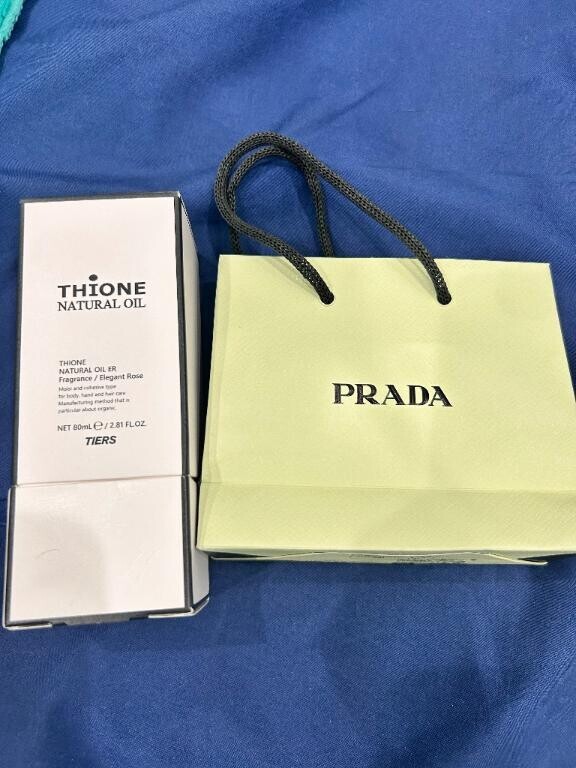 THIONE
NATURAL OIL
THIONE
NATURAL OIL ER
Fragrance / Elegant Rose
Moist and cohesive type
for body, hand and hair care
Manufacturing method that is
particular about organic.
NET 80mL ℮ / 2.81 FL.OZ.
TIERS
PRADA